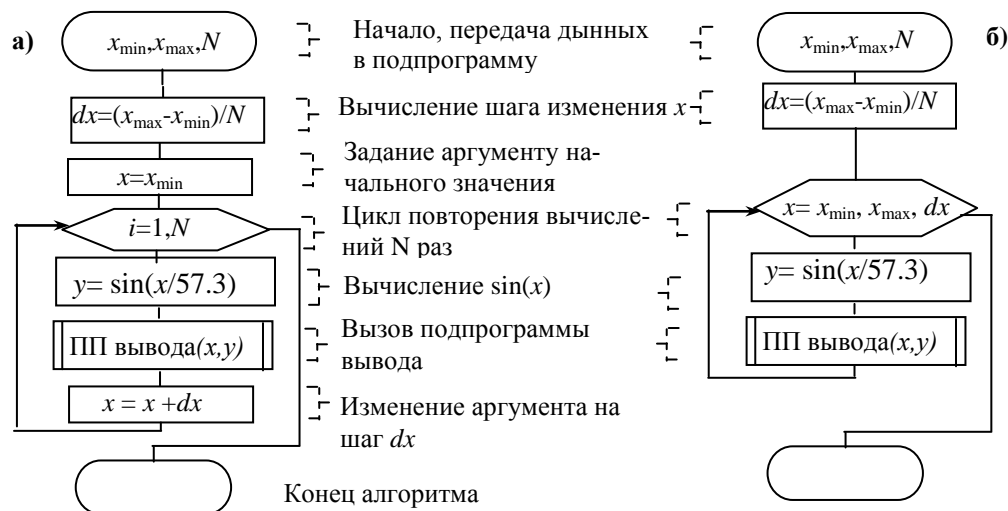 а)
x_min,x_max,N
dx=(x_max-x_min)/N
x=x_min
i=1,N
y= sin(x/57.3)
ПП вывода(x,y)
x = x +dx
Начало, передача дынных
в подпрограмму
Вычисление шага изменения x
Задание аргументу на-
чального значения
Цикл повторения вычисле-
ний N раз
Вычисление sin(x)
Вызов подпрограммы
вывода
Изменение аргумента на
шаг dx
Конец алгоритма
б)
x_min,x_max,N
dx=(x_max-x_min)/N
x= x_min, x_max, dx
y= sin(x/57.3)
ПП вывода(x,y)